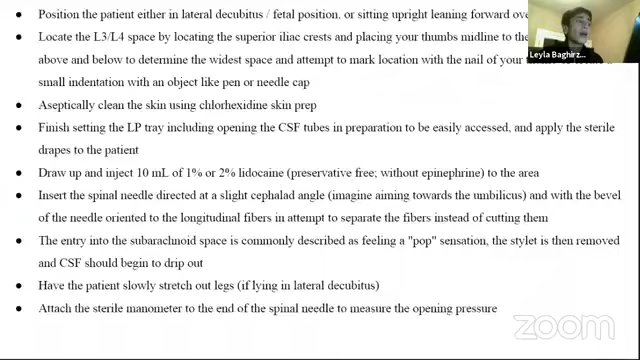 Position the patient either in lateral decubitus / fetal position, or sitting upright leaning forward
Locate the L3/L4 space by locating the superior iliac crests and placing your thumbs midline to the
above and below to determine the widest space and attempt to mark location with the nail of your
small indentation with an object like pen or needle cap
Aseptically clean the skin using chlorhexidine skin prep
Finish setting the LP tray including opening the CSF tubes in preparation to be easily accessed, and apply the sterile
drapes to the patient
Draw up and inject 10 mL of 1% or 2% lidocaine (preservative free; without epinephrine) to the area
Insert the spinal needle directed at a slight cephalad angle (imagine aiming towards the umbilicus) and with the bevel
of the needle oriented to the longitudinal fibers in attempt to separate the fibers instead of cutting them
The entry into the subarachnoid space is commonly described as feeling a "pop" sensation, the stylet is then removed
and CSF should begin to drip out
Have the patient slowly stretch out legs (if lying in lateral decubitus)
Attach the sterile manometer to the end of the spinal needle to measure the opening pressure
Leyla Baghirz...
zoom